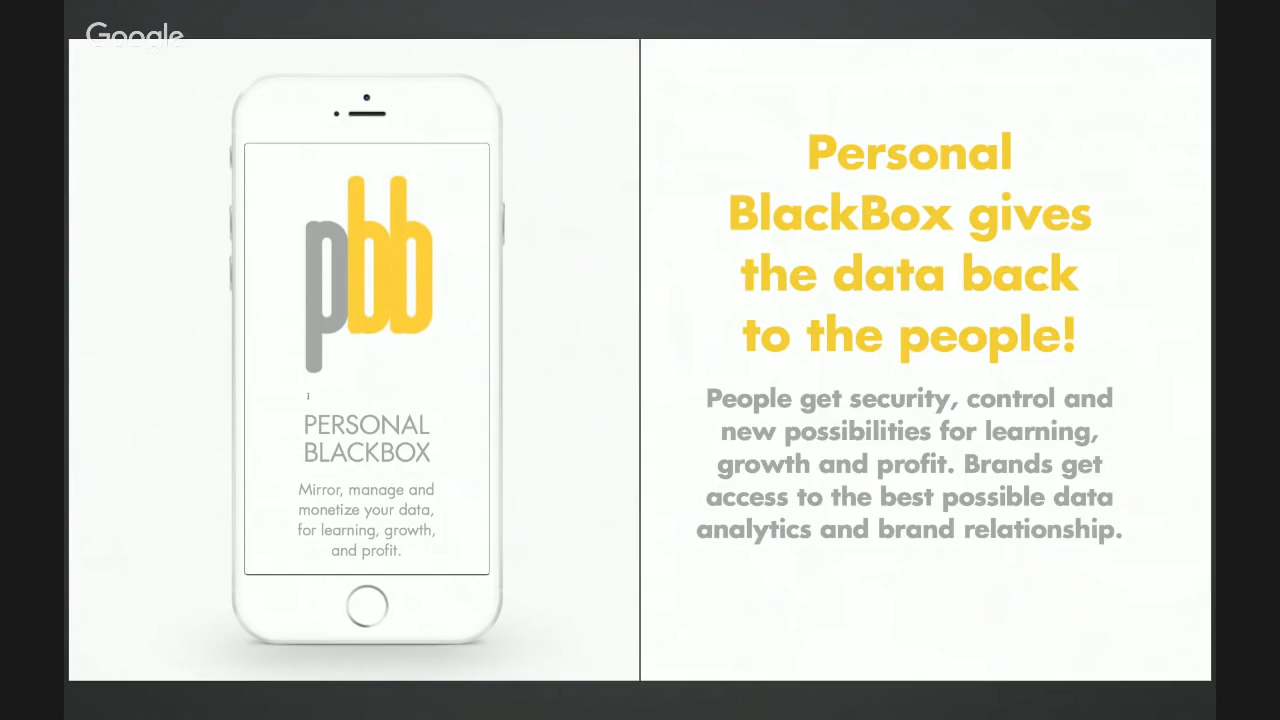 Google
pbb
PERSONAL
BLACKBOX
Mirror, manage and
monetize your data,
for learning, growth,
and profit.
Personal
BlackBox gives
the data back
to the people!
People get security, control and
new possibilities for learning,
growth and profit. Brands get
access to the best possible data
analytics and brand relationship.